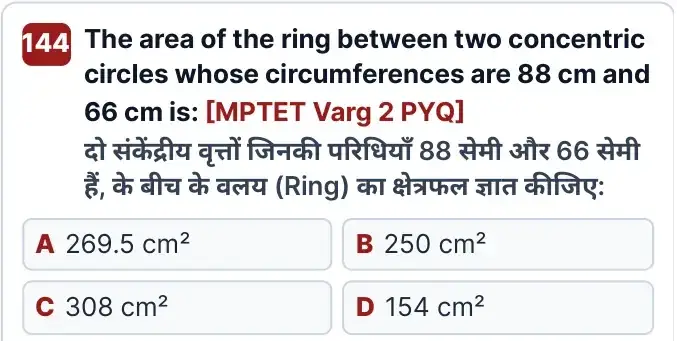 144 The area of the ring between two concentric
circles whose circumferences are 88 cm and
66 cm is: [MPTET Varg 2 PYQ]
दो संकेंद्रीय वृत्तों जिनकी परिधियाँ 88 सेमी और 66 सेमी
हैं, के बीच के वलय (Ring) का क्षेत्रफल ज्ञात कीजिए:
A 269.5 cm²
B 250 cm²
C 308 cm²
D 154 cm²